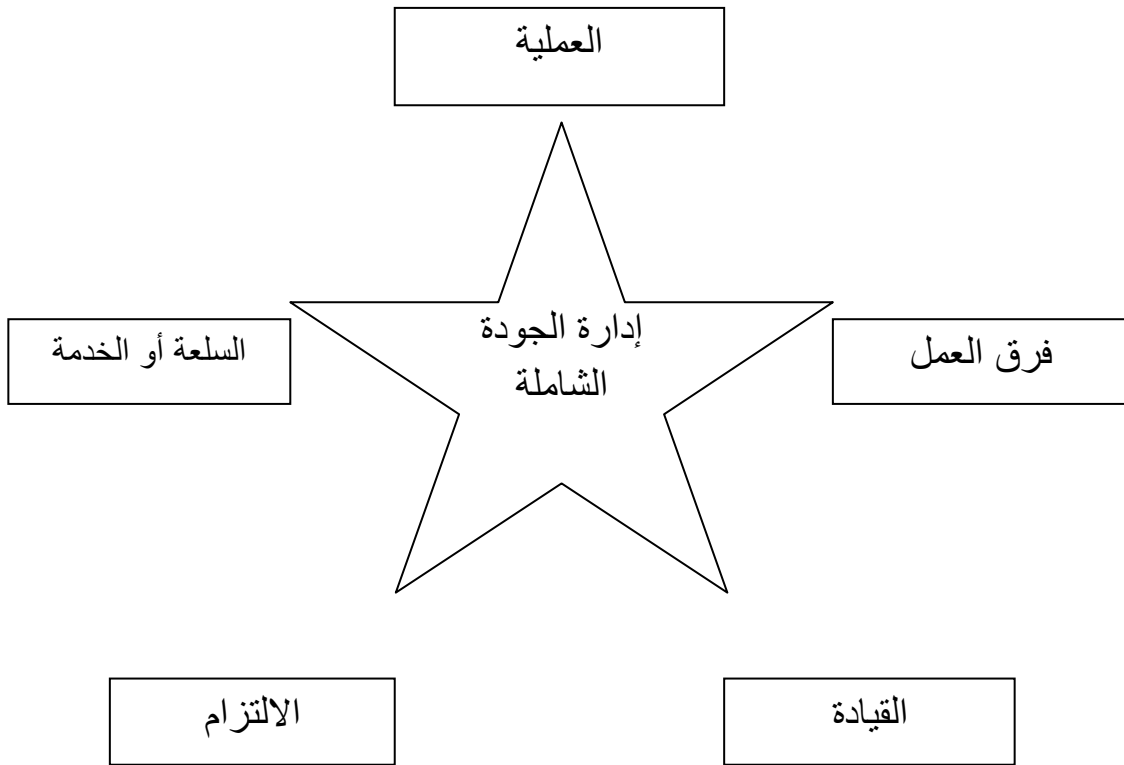 العملية
إدارة الجودة
الشاملة
فرق العمل
السلعة أو الخدمة
القيادة
الالتزام